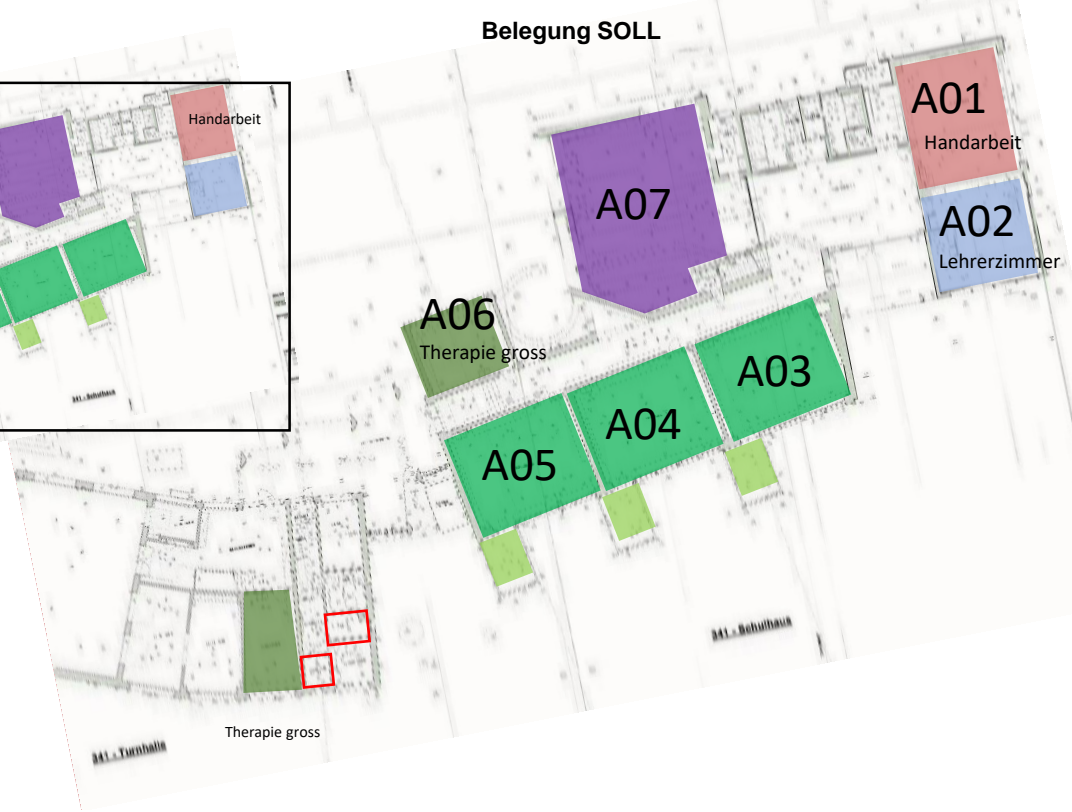 Belegung SOLL
Handarbeit
341 - Schulhaus
A01
Handarbeit
A02
Lehrerzimmer
A07
A06
Therapie gross
A03
A04
A05
341 - Schulhaus
Therapie gross
341 - Turnhalle